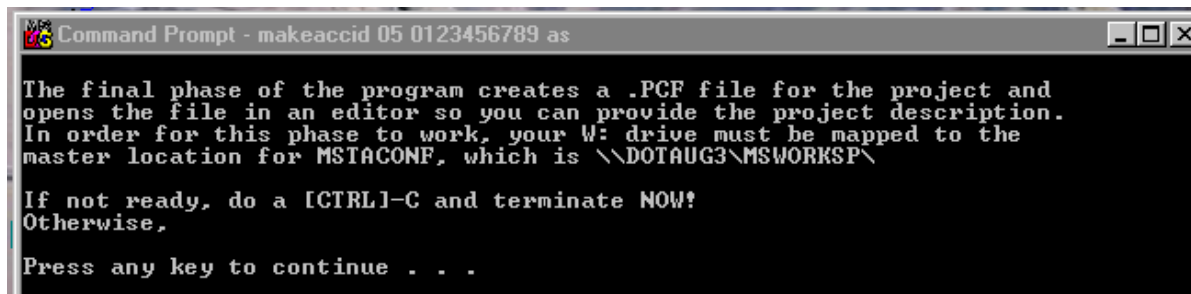 Command Prompt - makeaccid 05 0123456789 as
The final phase of the program creates a .PCF file for the project and
opens the file in an editor so you can provide the project description.
In order for this phase to work, your W: drive must be mapped to the
master location for MSTACONF, which is \\DOTAUG3\MSWORKSP\
If not ready, do a [CTRL]-C and terminate NOW!
Otherwise,
Press any key to continue . . .